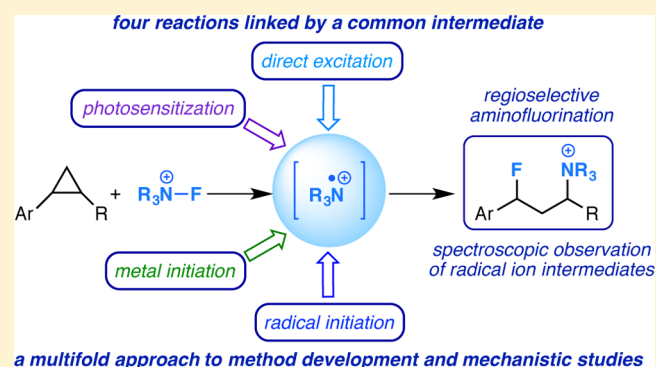 four reactions linked by a common intermediate
direct excitation
photosensitization
regioselective
aminofluorination
Ar
R
+
R₃N⊕–F
[R₃N•⊕]
F
⊕NR₃
Ar
R
metal initiation
spectroscopic observation
of radical ion intermediates
radical initiation
a multifold approach to method development and mechanistic studies